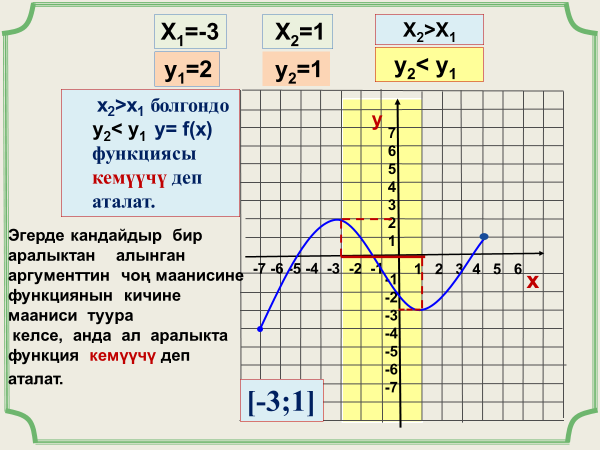 X₁=-3
X₂=1
X₂>X₁
y₁=2
y₂=1
y₂< y₁
x₂>x₁ болгондо
y₂< y₁ y= f(x)
функциясы
кемүүчү деп
аталат.
Эгерде кандайдыр бир
аралыктан алынган
аргументтин чоң маанисине
функциянын кичине
мааниси туура
келсе, анда ал аралыкта
функция кемүүчү деп
аталат.
у
7
6
5
4
3
2
1
-7 -6 -5 -4 -3 -2 -1 1 2 3 4 5 6
х
-1
-2
-3
-4
-5
-6
-7
[-3;1]